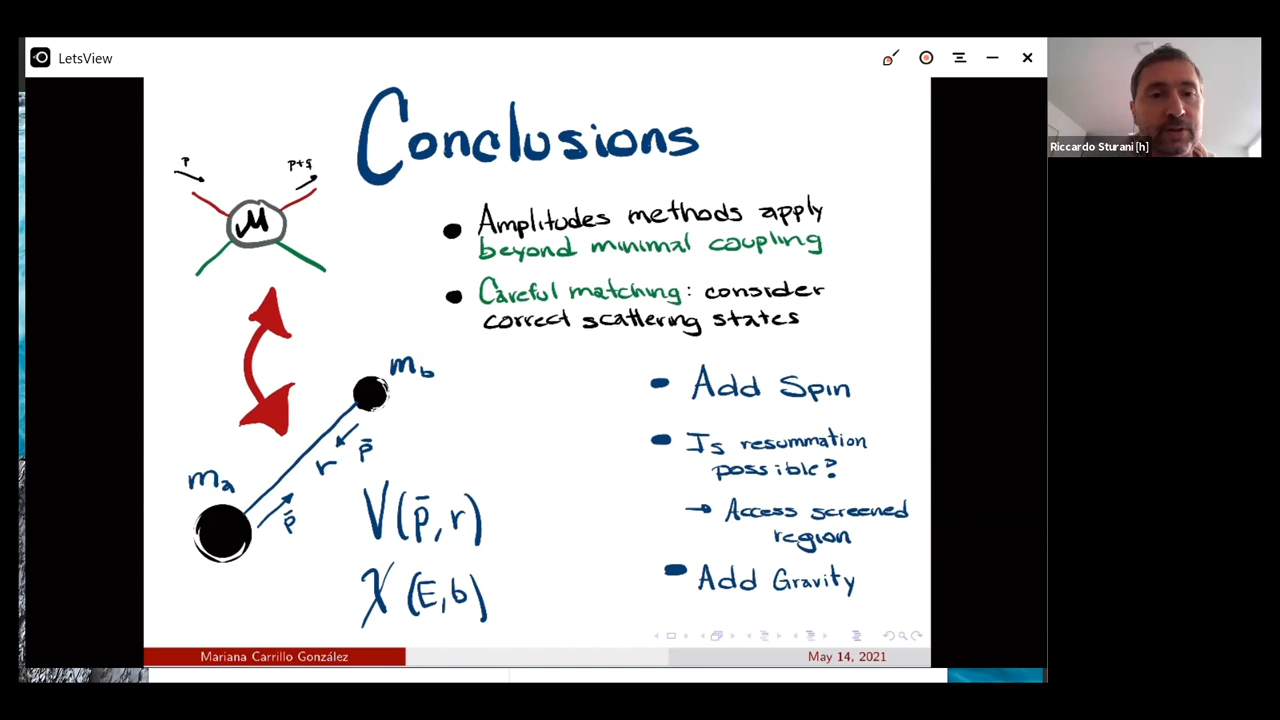 LetsView
Riccardo Sturani [h]
Conclusions
P
P+q
M
Amplitudes methods apply
beyond minimal coupling
Careful matching: consider
correct scattering states
m_b
r
p̄
m_a
p̄
V(p̄, r)
χ(E, b)
Add Spin
Is resummation
possible?
→ Access screened
region
Add Gravity
Mariana Carrillo González
May 14, 2021